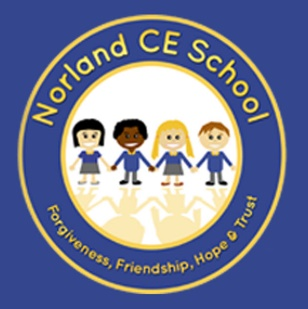 Norland CE School
Forgiveness, Friendship, Hope & Trust